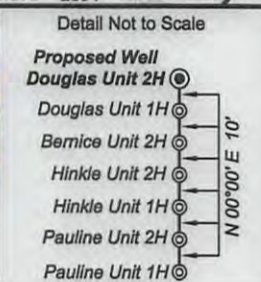 Detail Not to Scale
Proposed Well
Douglas Unit 2H
Douglas Unit 1H
Bernice Unit 2H
Hinkle Unit 2H
Hinkle Unit 1H
Pauline Unit 2H
Pauline Unit 1H
N 00°00' E 10'